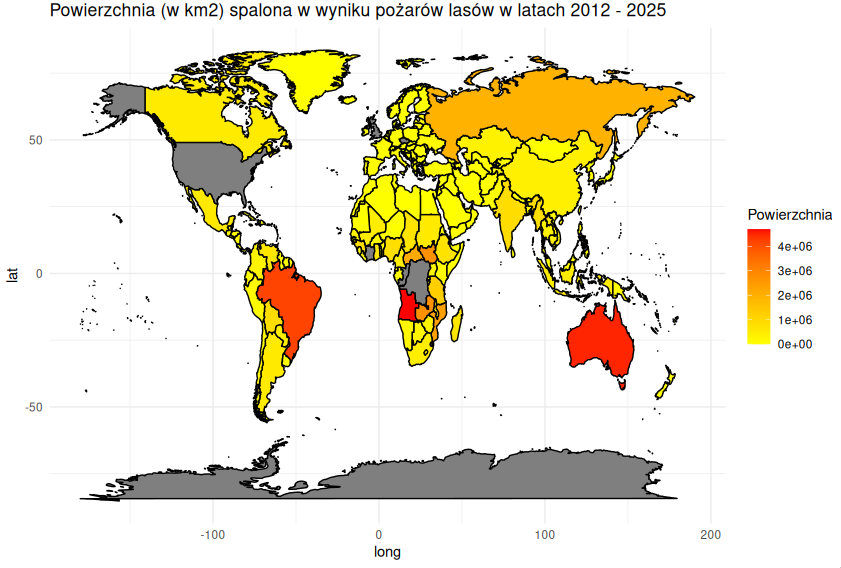 Powierzchnia (w km2) spalona w wyniku pożarów lasów w latach 2012 - 2025
50
0
-50
lat
-100
0
100
200
long
Powierzchnia
4e+06
3e+06
2e+06
1e+06
0e+00